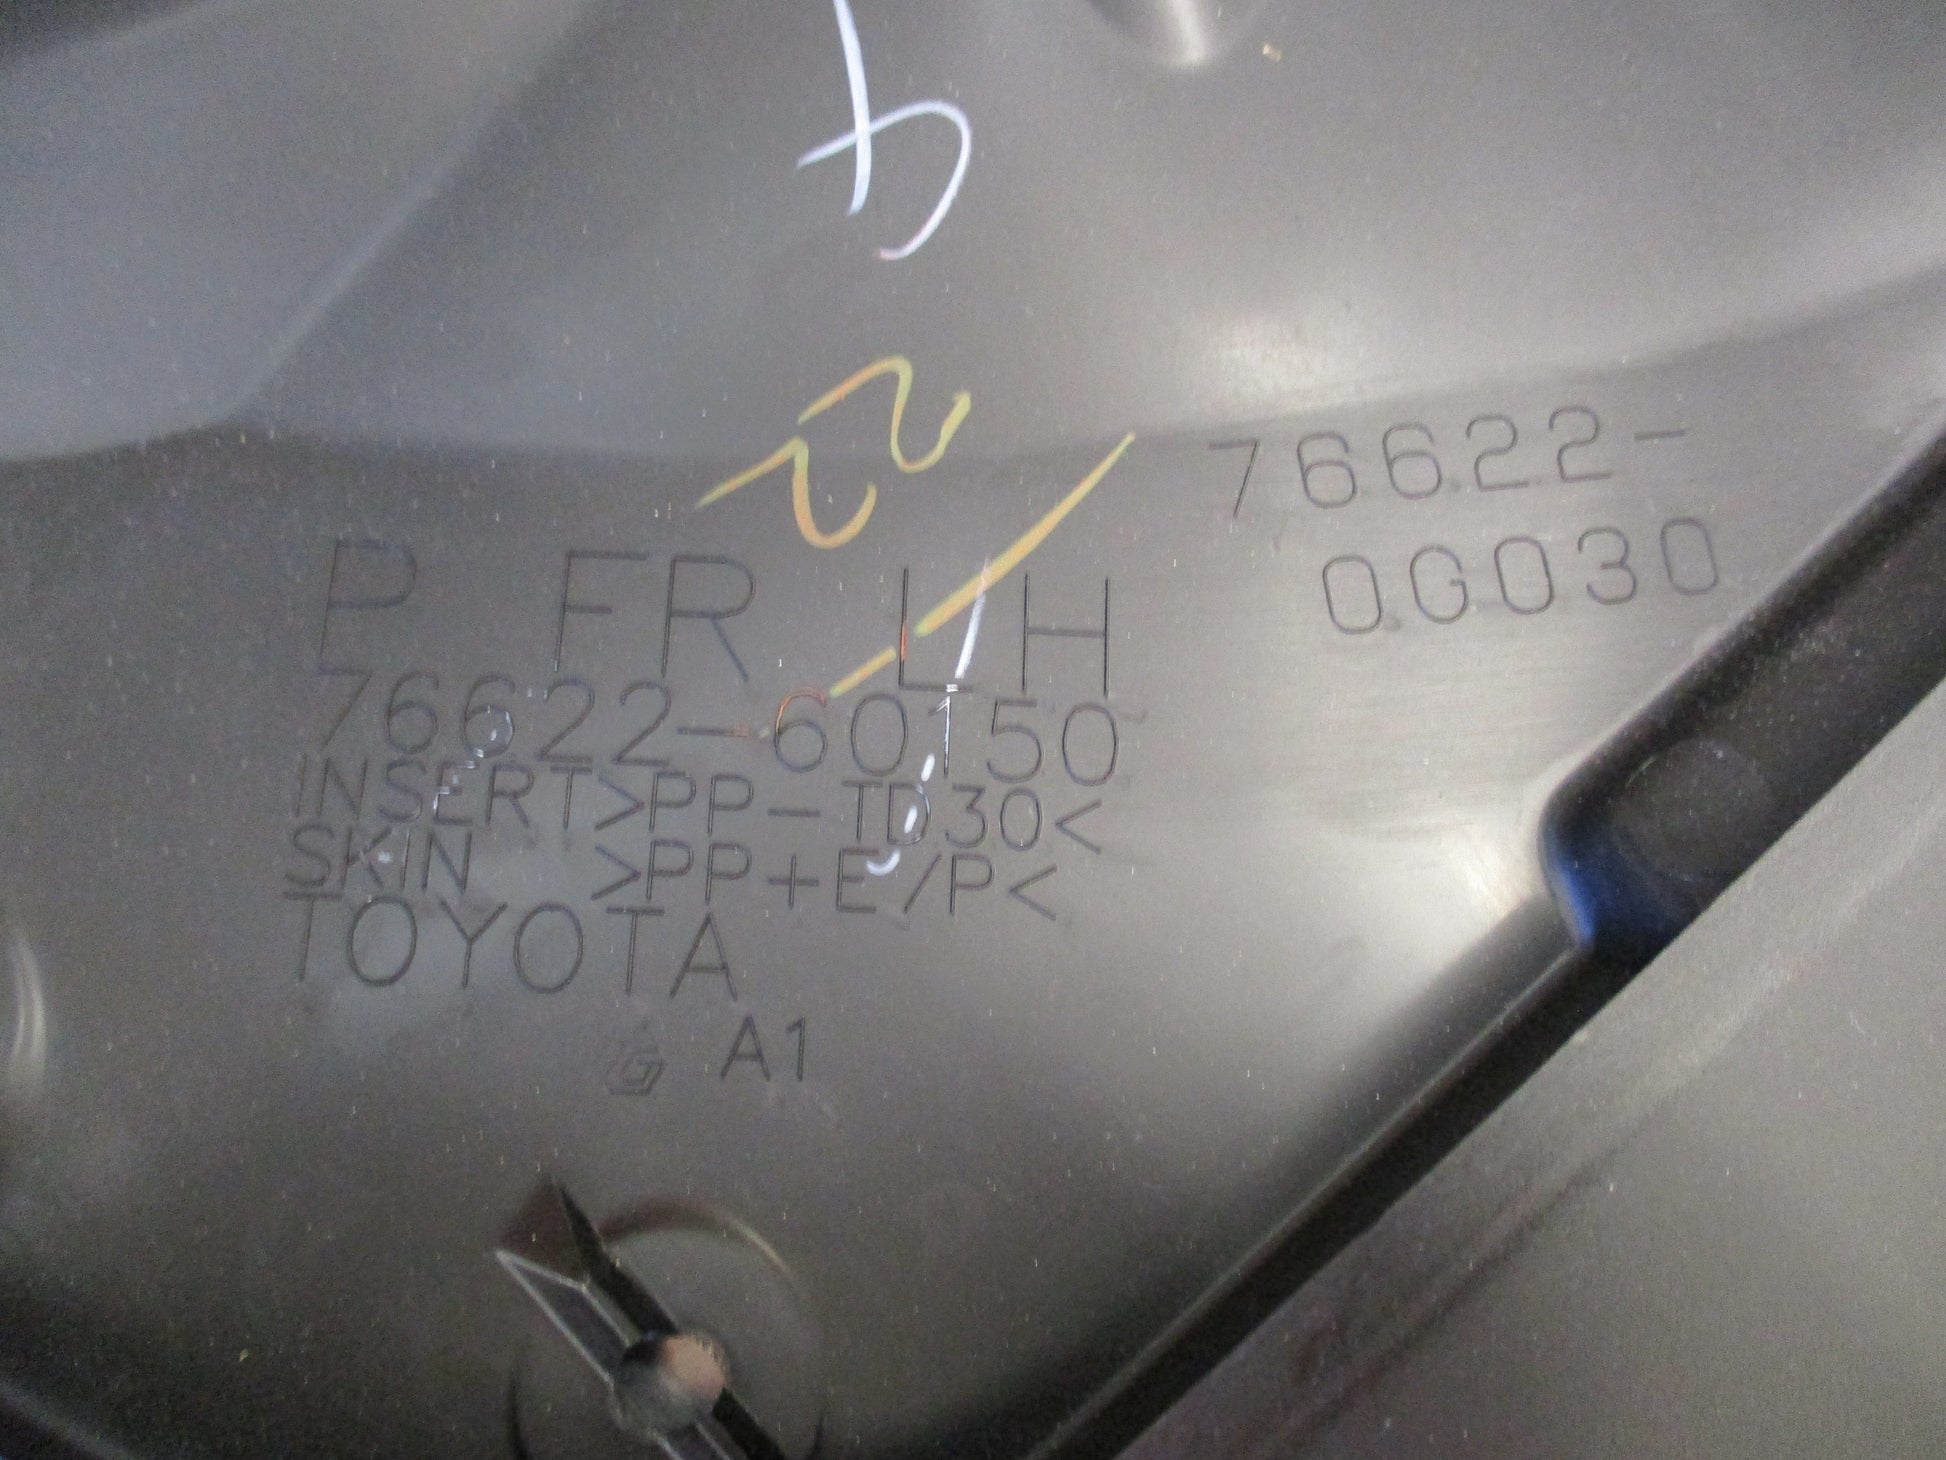 76622-
0G030
P FR LH
76622-60150
INSERT>PP-TD30<
SKIN >PP+E/P<
TOYOTA
A1